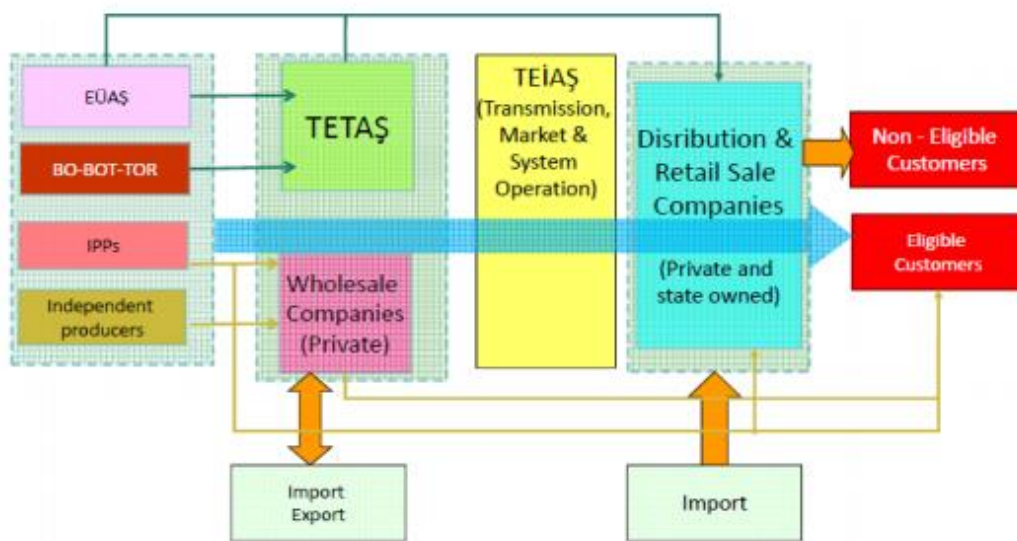 EÜAŞ
BO-BOT-TOR
IPPs
Independent
producers
TETAŞ
Wholesale
Companies
(Private)
TEİAŞ
(Transmission,
Market &
System
Operation)
Disribution &
Retail Sale
Companies
(Private and
state owned)
Non - Eligible
Customers
Eligible
Customers
Import
Export
Import